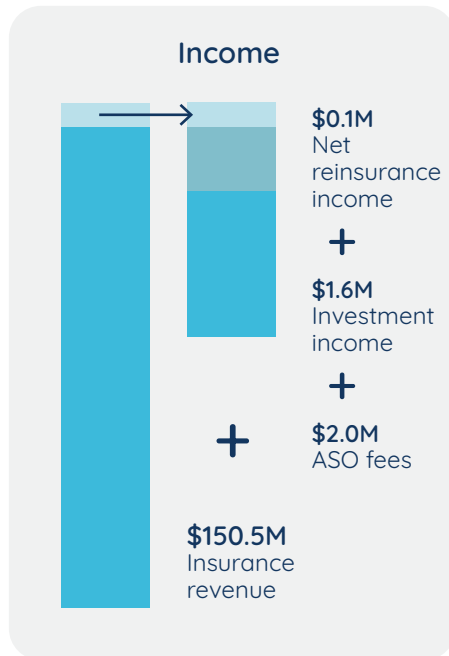 Income
$0.1M
Net
reinsurance
income
+
$1.6M
Investment
income
+
$2.0M
ASO fees
+
$150.5M
Insurance
revenue